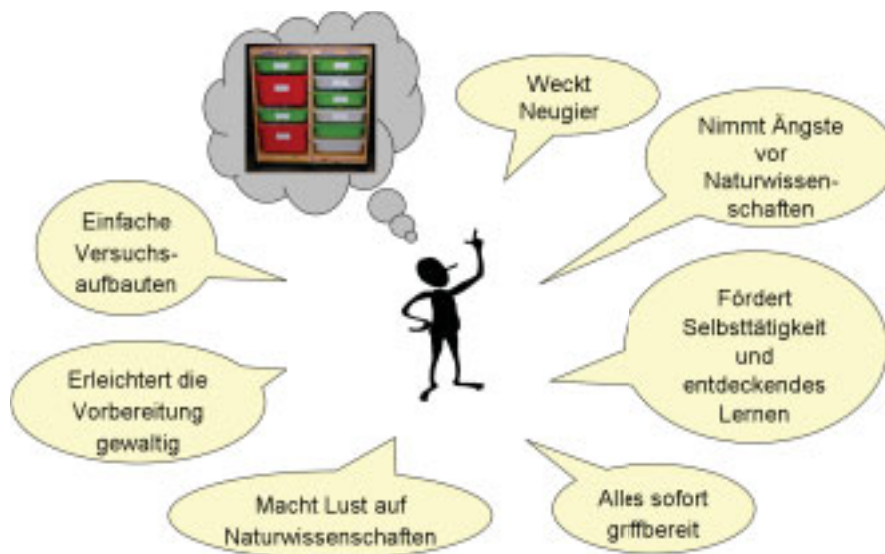 Weckt
Neugier
Nimmt Ängste
vor
Naturwissen-
schaften
Einfache
Versuchs-
aufbauten
Fördert
Selbsttätigkeit
und
entdeckendes
Lernen
Erleichtert die
Vorbereitung
gewaltig
Macht Lust auf
Naturwissenschaften
Alles sofort
grffbereit